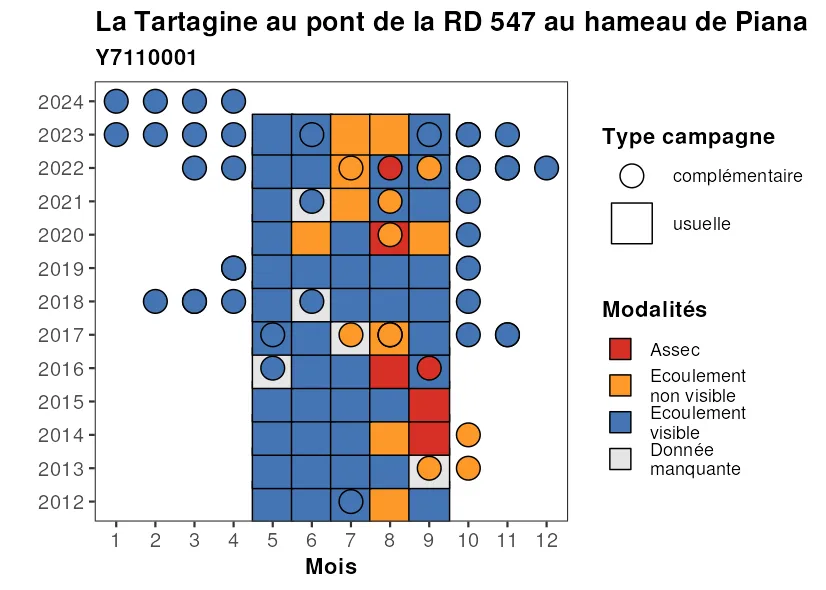 La Tartagine au pont de la RD 547 au hameau de Piana
Y7110001
2024
2023
2022
2021
2020
2019
2018
2017
2016
2015
2014
2013
2012
1 2 3 4 5 6 7 8 9 10 11 12
Mois
Type campagne
complémentaire
usuelle
Modalités
Assec
Ecoulement
non visible
Ecoulement
visible
Donnée
manquante